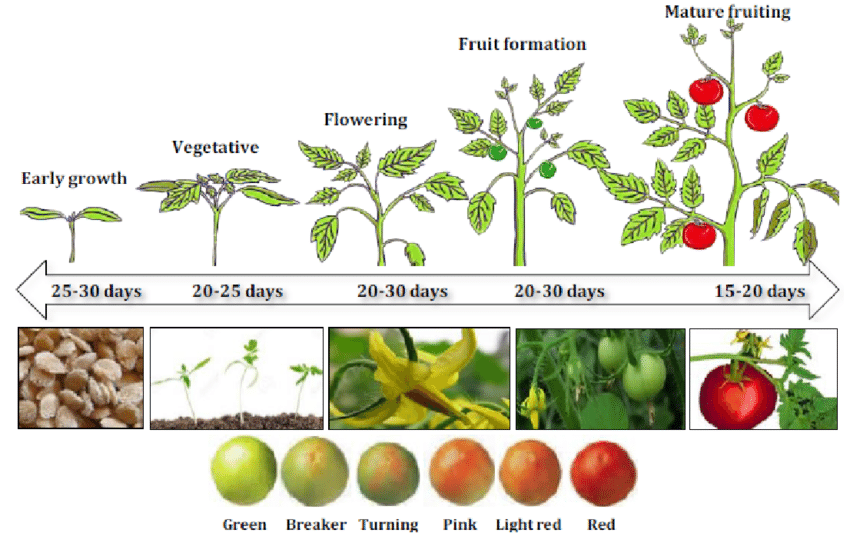 Early growth
Vegetative
Flowering
Fruit formation
Mature fruiting
25-30 days
20-25 days
20-30 days
20-30 days
15-20 days
Green
Breaker
Turning
Pink
Light red
Red